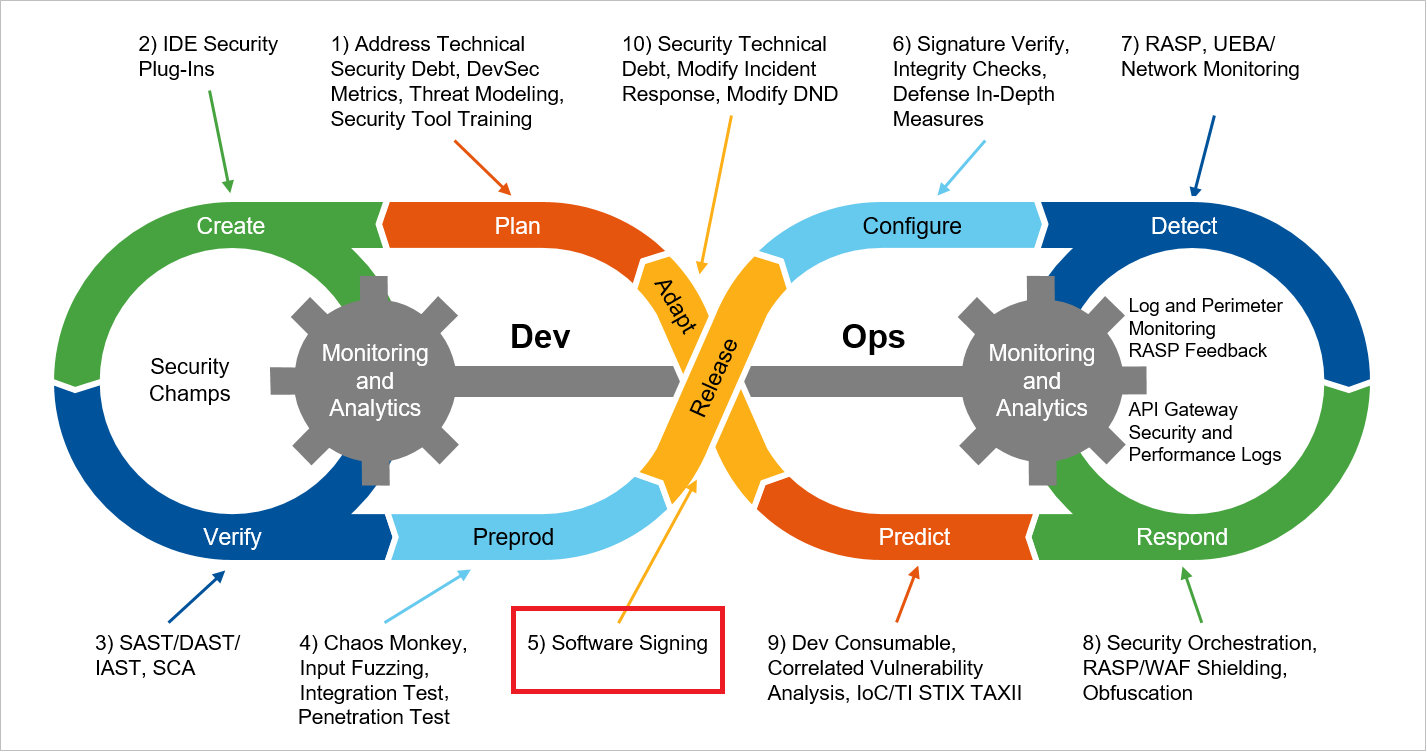 2) IDE Security
Plug-Ins
1) Address Technical
Security Debt, DevSec
Metrics, Threat Modeling,
Security Tool Training
10) Security Technical
Debt, Modify Incident
Response, Modify DND
6) Signature Verify,
Integrity Checks,
Defense In-Depth
Measures
7) RASP, UEBA/
Network Monitoring
Create
Plan
Adapt
Release
Configure
Detect
Security
Champs
Monitoring
and
Analytics
Dev
Ops
Monitoring
and
Analytics
Log and Perimeter
Monitoring
RASP Feedback
API Gateway
Security and
Performance Logs
Verify
Preprod
Predict
Respond
3) SAST/DAST/
IAST, SCA
4) Chaos Monkey,
Input Fuzzing,
Integration Test,
Penetration Test
5) Software Signing
9) Dev Consumable,
Correlated Vulnerability
Analysis, IoC/TI STIX TAXII
8) Security Orchestration,
RASP/WAF Shielding,
Obfuscation